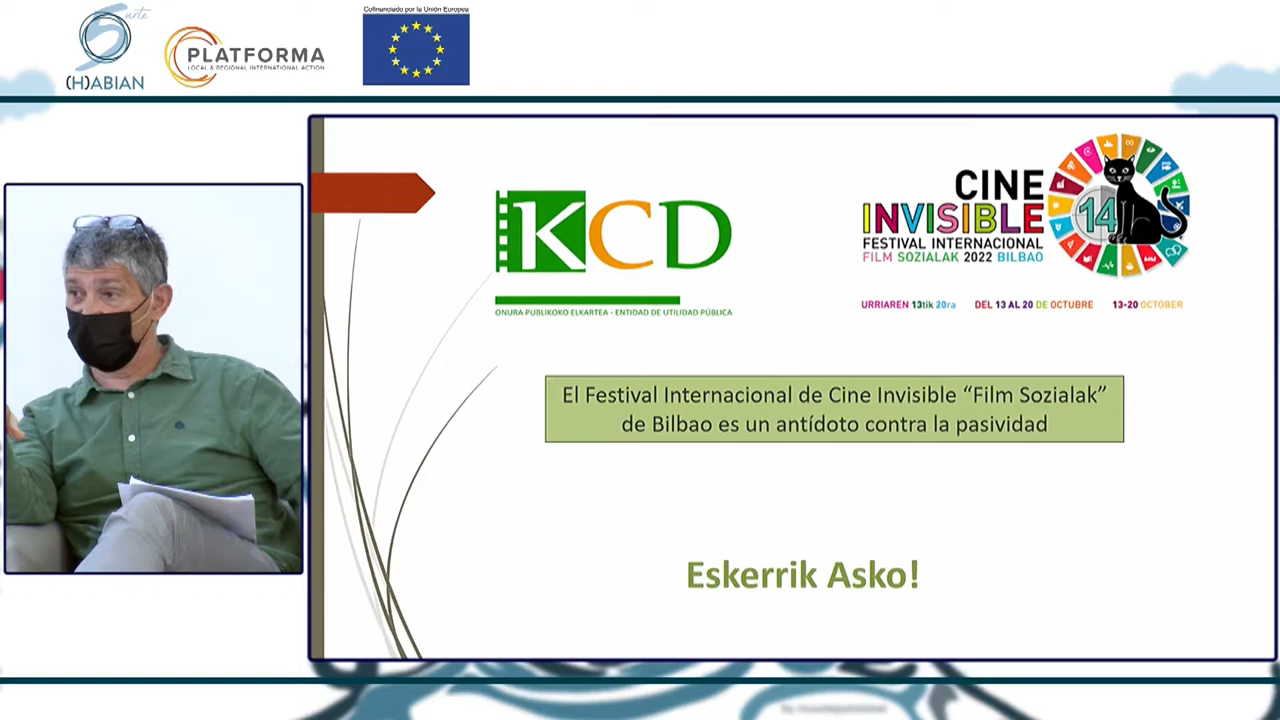 5urte
(H)ABIAN
PLATFORMA
LOCAL & REGIONAL INTERNATIONAL ACTION
Cofinanciado por la Unión Europea
KCD
ONURA PUBLIKOKO ELKARTEA - ENTIDAD DE UTILIDAD PÚBLICA
CINE
INVISIBLE
FESTIVAL INTERNACIONAL
FILM SOZIALAK 2022 BILBAO
14
URRIAREN 13tik 20ra DEL 13 AL 20 DE OCTUBRE 13-20 OCTOBER
El Festival Internacional de Cine Invisible “Film Sozialak”
de Bilbao es un antídoto contra la pasividad
Eskerrik Asko!